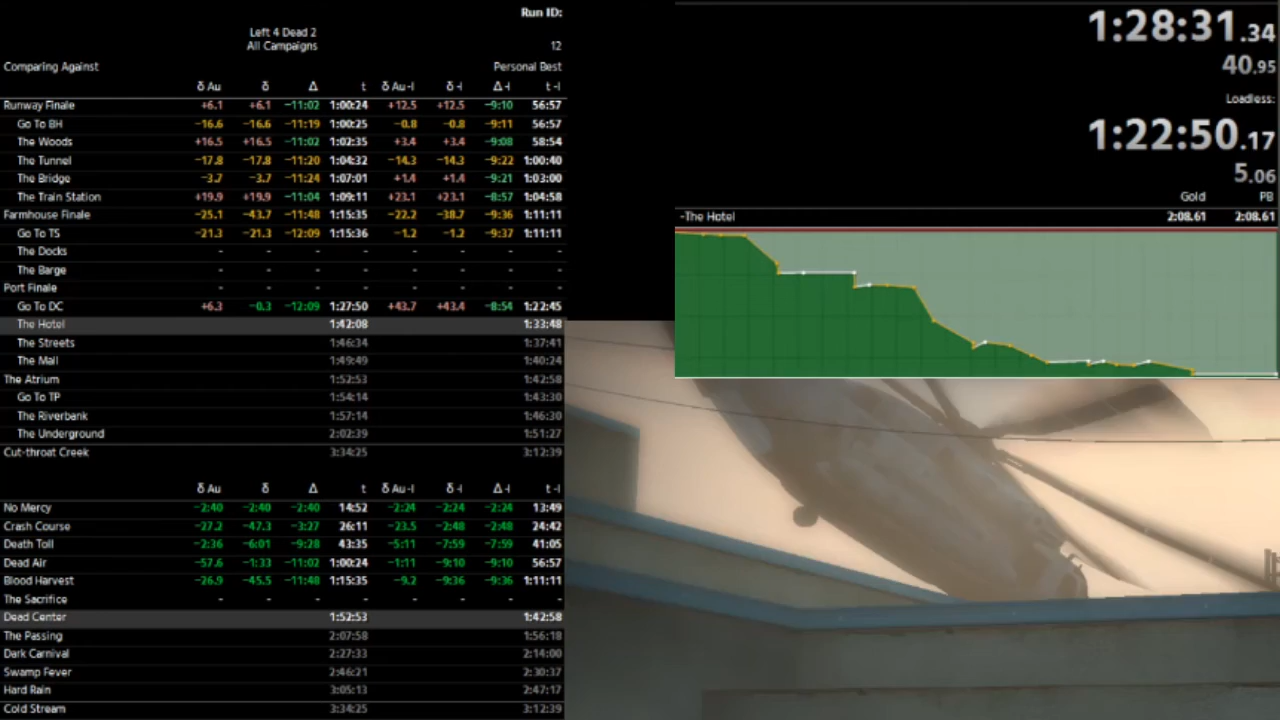 Run ID:
Left 4 Dead 2
All Campaigns
12
Comparing Against Personal Best
δ Au δ Δ t δ Au -l δ -l Δ -l t -l
Runway Finale +6.1 +6.1 −11:02 1:00:24 +12.5 +12.5 −9:10 56:57
Go To BH −16.6 −16.6 −11:19 1:00:25 −0.8 −0.8 −9:11 56:57
The Woods +16.5 +16.5 −11:02 1:02:35 +3.4 +3.4 −9:08 58:54
The Tunnel −17.8 −17.8 −11:20 1:04:32 −14.3 −14.3 −9:22 1:00:40
The Bridge −3.7 −3.7 −11:24 1:07:01 +1.4 +1.4 −9:21 1:03:00
The Train Station +19.9 +19.9 −11:04 1:09:11 +23.1 +23.1 −8:57 1:04:58
Farmhouse Finale −25.1 −43.7 −11:48 1:15:35 −22.2 −38.7 −9:36 1:11:11
Go To TS −21.3 −21.3 −12:09 1:15:36 −1.2 −1.2 −9:37 1:11:11
The Docks - - - - - - - -
The Barge - - - - - - - -
Port Finale - - - - - - - -
Go To DC +6.3 −0.3 −12:09 1:27:50 +43.7 +43.4 −8:54 1:22:45
The Hotel 1:42:08 1:33:48
The Streets 1:46:34 1:37:41
The Mall 1:49:49 1:40:24
The Atrium 1:52:53 1:42:58
Go To TP 1:54:14 1:43:30
The Riverbank 1:57:14 1:46:30
The Underground 2:02:39 1:51:27
Cut-throat Creek 3:34:25 3:12:39
δ Au δ Δ t δ Au -l δ -l Δ -l t -l
No Mercy −2:40 −2:40 −2:40 14:52 −2:24 −2:24 −2:24 13:49
Crash Course −27.2 −47.3 −3:27 26:11 −23.5 −2:48 −2:48 24:42
Death Toll −2:36 −6:01 −9:28 43:35 −5:11 −7:59 −7:59 41:05
Dead Air −57.6 −1:33 −11:02 1:00:24 −1:11 −9:10 −9:10 56:57
Blood Harvest −26.9 −45.5 −11:48 1:15:35 −9.2 −9:36 −9:36 1:11:11
The Sacrifice - - - - - - - -
Dead Center 1:52:53 1:42:58
The Passing 2:07:58 1:56:18
Dark Carnival 2:27:33 2:14:00
Swamp Fever 2:46:21 2:30:37
Hard Rain 3:05:13 2:47:17
Cold Stream 3:34:25 3:12:39
1:28:31.34
40.95
Loadless:
1:22:50.17
5.06
Gold PB
-The Hotel 2:08.61 2:08.61